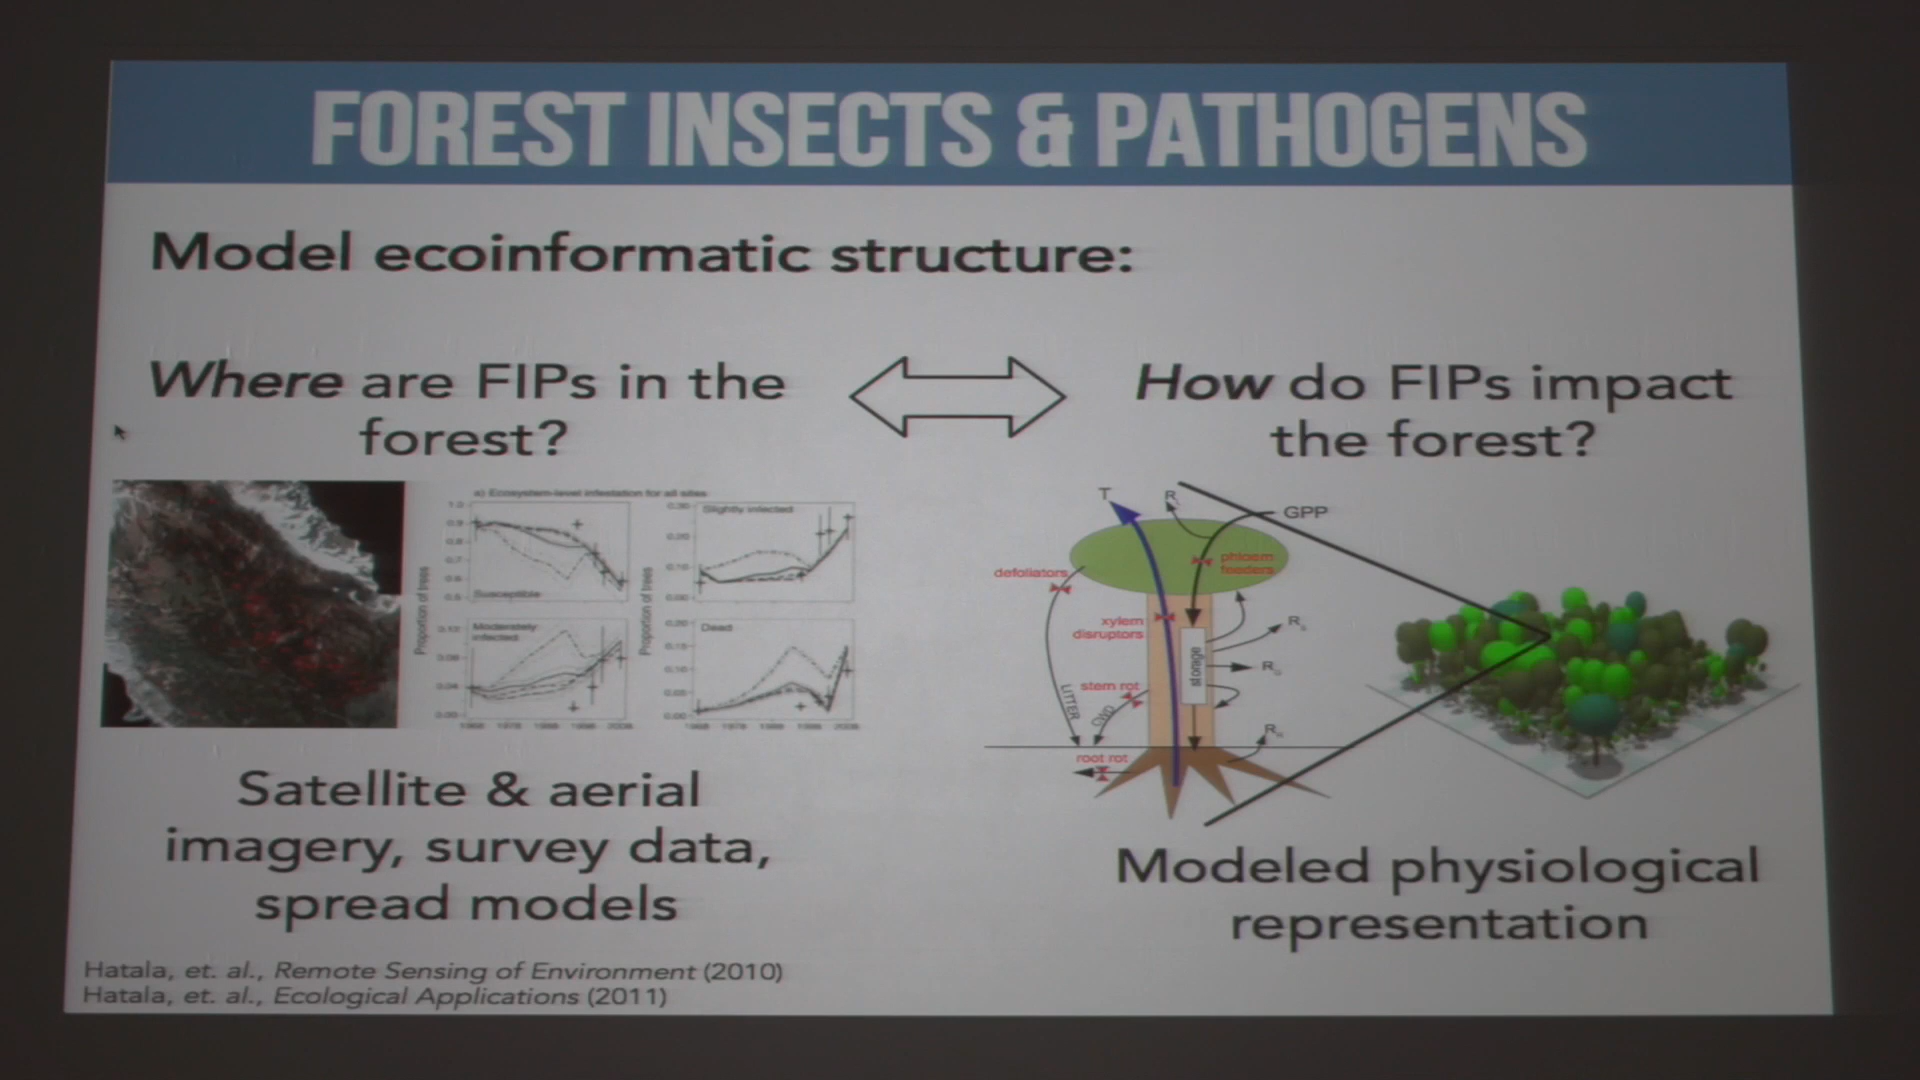 FOREST INSECTS & PATHOGENS
Model ecoinformatic structure:
Where are FIPs in the
forest?
How do FIPs impact
the forest?
a) Ecosystem-level infestation for all sites
Proportion of trees
Susceptible
Slightly infected
Moderately
infected
Proportion of trees
Dead
T
R
GPP
defoliators
phloem
feeders
xylem
disruptors
storage
stem rot
LITTER
CWD
root rot
Satellite & aerial
imagery, survey data,
spread models
Modeled physiological
representation
Hatala, et. al., Remote Sensing of Environment (2010)
Hatala, et. al., Ecological Applications (2011)